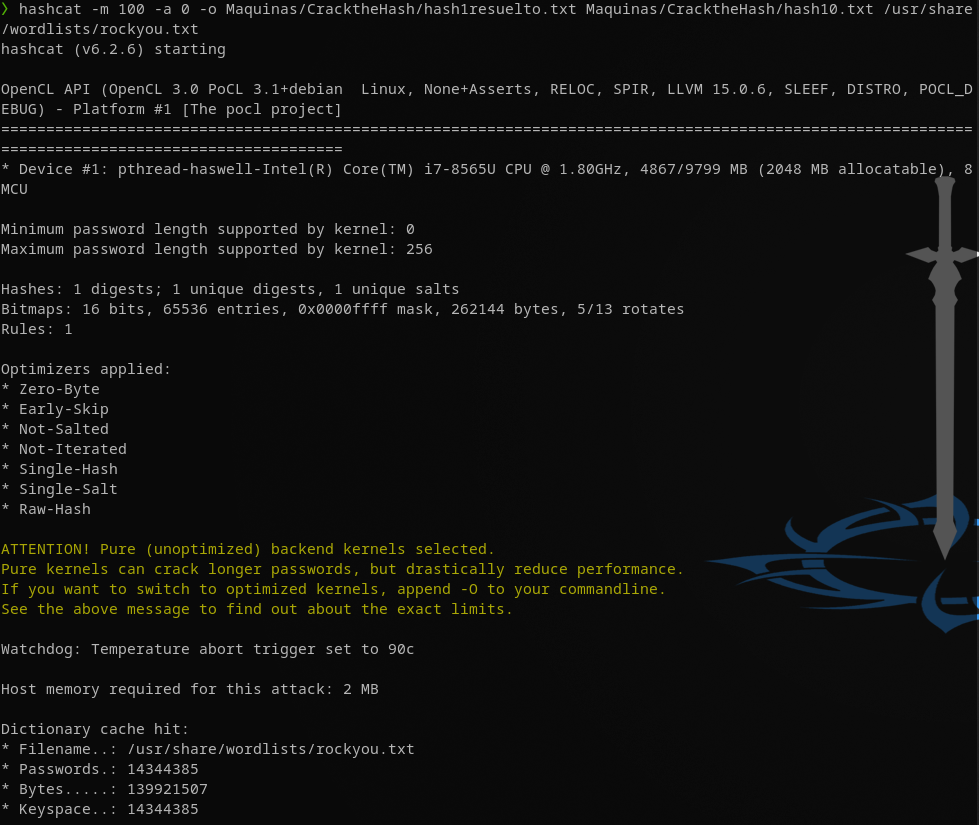 ❯ hashcat -m 100 -a 0 -o Maquinas/CracktheHash/hash1resuelto.txt Maquinas/CracktheHash/hash10.txt /usr/share
/wordlists/rockyou.txt
hashcat (v6.2.6) starting
OpenCL API (OpenCL 3.0 PoCL 3.1+debian  Linux, None+Asserts, RELOC, SPIR, LLVM 15.0.6, SLEEF, DISTRO, POCL_D
EBUG) - Platform #1 [The pocl project]
============================================================================================================
======================================
* Device #1: pthread-haswell-Intel(R) Core(TM) i7-8565U CPU @ 1.80GHz, 4867/9799 MB (2048 MB allocatable), 8
MCU
Minimum password length supported by kernel: 0
Maximum password length supported by kernel: 256
Hashes: 1 digests; 1 unique digests, 1 unique salts
Bitmaps: 16 bits, 65536 entries, 0x0000ffff mask, 262144 bytes, 5/13 rotates
Rules: 1
Optimizers applied:
* Zero-Byte
* Early-Skip
* Not-Salted
* Not-Iterated
* Single-Hash
* Single-Salt
* Raw-Hash
ATTENTION! Pure (unoptimized) backend kernels selected.
Pure kernels can crack longer passwords, but drastically reduce performance.
If you want to switch to optimized kernels, append -O to your commandline.
See the above message to find out about the exact limits.
Watchdog: Temperature abort trigger set to 90c
Host memory required for this attack: 2 MB
Dictionary cache hit:
* Filename..: /usr/share/wordlists/rockyou.txt
* Passwords.: 14344385
* Bytes.....: 139921507
* Keyspace..: 14344385